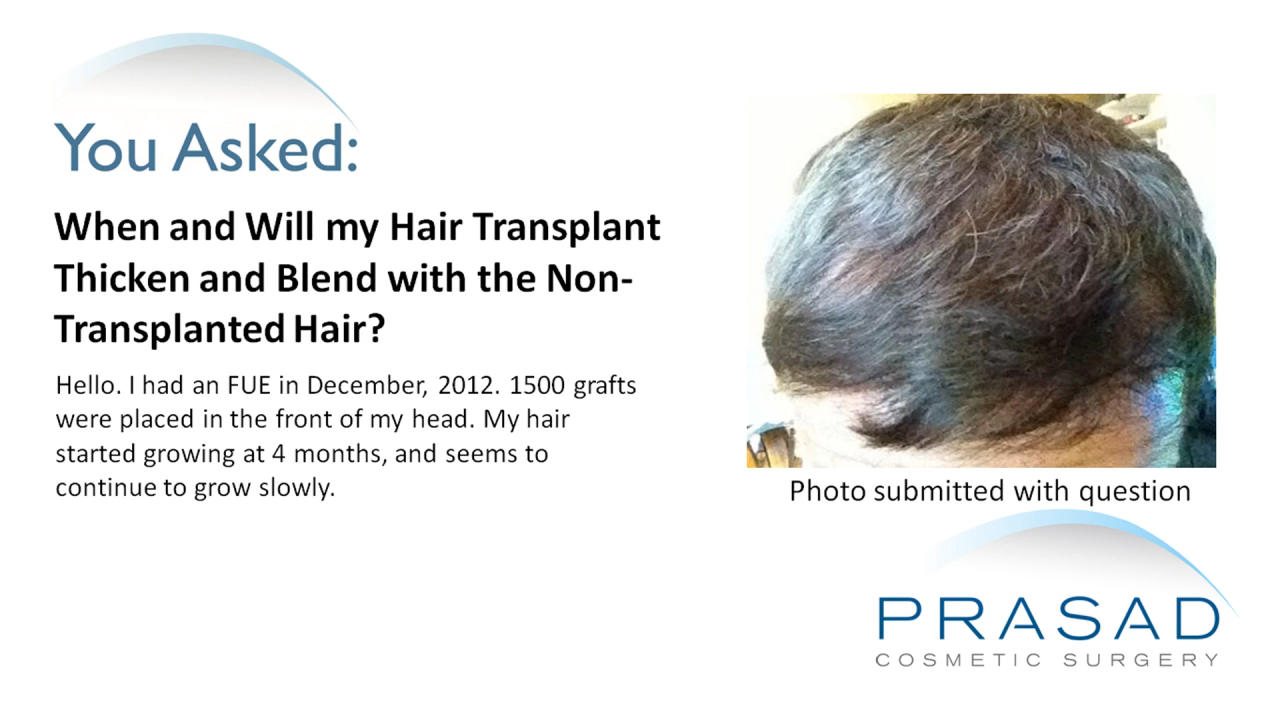 You Asked:
When and Will my Hair Transplant
Thicken and Blend with the Non-
Transplanted Hair?
Hello. I had an FUE in December, 2012. 1500 grafts
were placed in the front of my head. My hair
started growing at 4 months, and seems to
continue to grow slowly.
Photo submitted with question
PRASAD
COSMETIC SURGERY